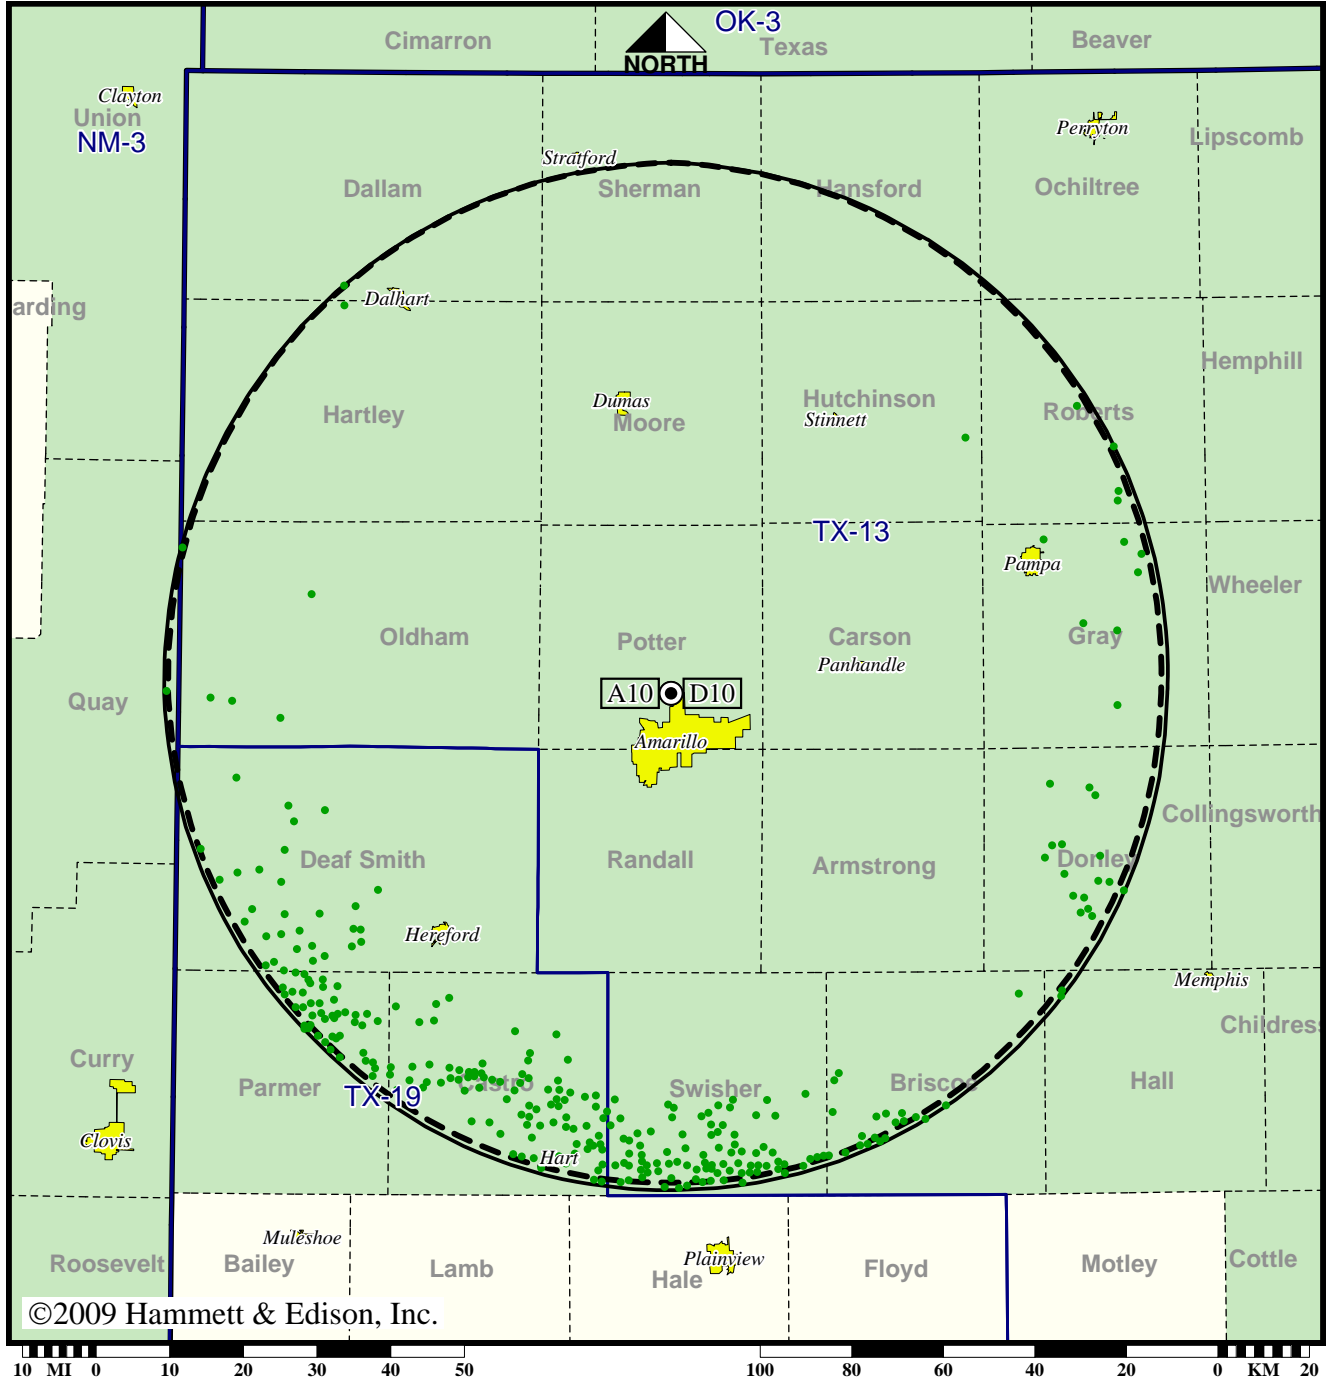 OK-3
Cimarron
Texas
Beaver
NORTH
Clayton
Union
NM-3
Perryton
Lipscomb
Stratford
Dallam
Sherman
Hansford
Ochiltree
arding
Dalhart
Hemphill
Hartley
Dumas
Moore
Hutchinson
Stinnett
Roberts
TX-13
Pampa
Wheeler
Oldham
Potter
Carson
Panhandle
Gray
Quay
A10
D10
Amarillo
Collingsworth
Deaf Smith
Randall
Armstrong
Donley
Hereford
Memphis
Childress
Curry
Parmer
TX-19
Castro
Swisher
Briscoe
Hall
Clovis
Hart
Roosevelt
Muleshoe
Bailey
Lamb
Plainview
Hale
Floyd
Motley
Cottle
©2009 Hammett & Edison, Inc.
10 MI 0 10 20 30 40 50
100 80 60 40 20 0 KM 20